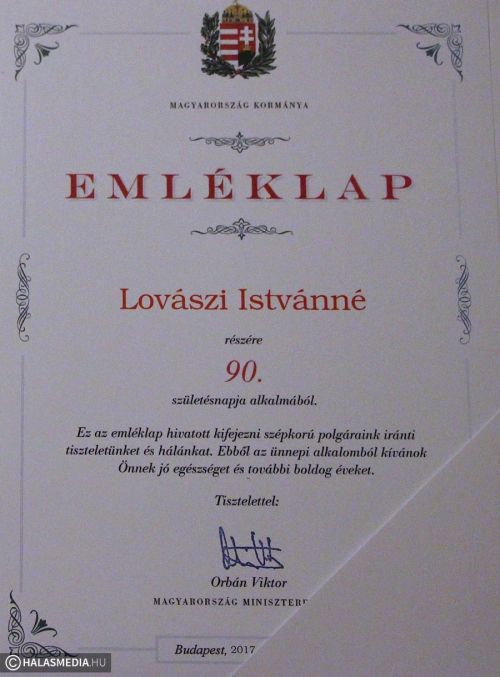 MAGYARORSZÁG KORMÁNYA
EMLÉKLAP
Lovászi Istvánné
részére
90.
születésnapja alkalmából.
Ez az emléklap hivatott kifejezni szépkorú polgáraink iránti
tiszteletünket és hálánkat. Ebből az ünnepi alkalomból kívánok
Önnek jó egészséget és további boldog éveket.
Tisztelettel:
Orbán Viktor
MAGYARORSZÁG
Budapest, 2017
© HALASMEDIA.HU